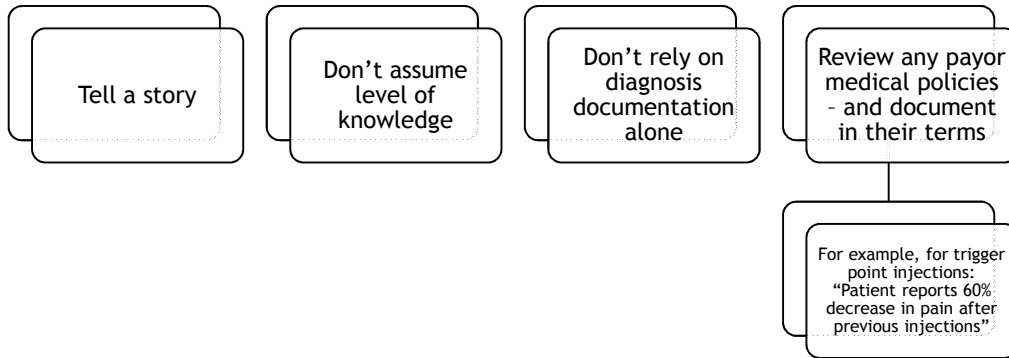 Tell a story
Don’t assume
level of
knowledge
Don’t rely on
diagnosis
documentation
alone
Review any payor
medical policies
– and document
in their terms
For example, for trigger
point injections:
“Patient reports 60%
decrease in pain after
previous injections”